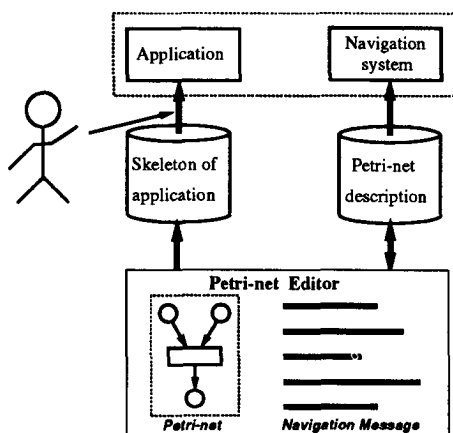 Application
Navigation
system
Skeleton of
application
Petri-net
description
Petri-net Editor
Petri-net
Navigation Message